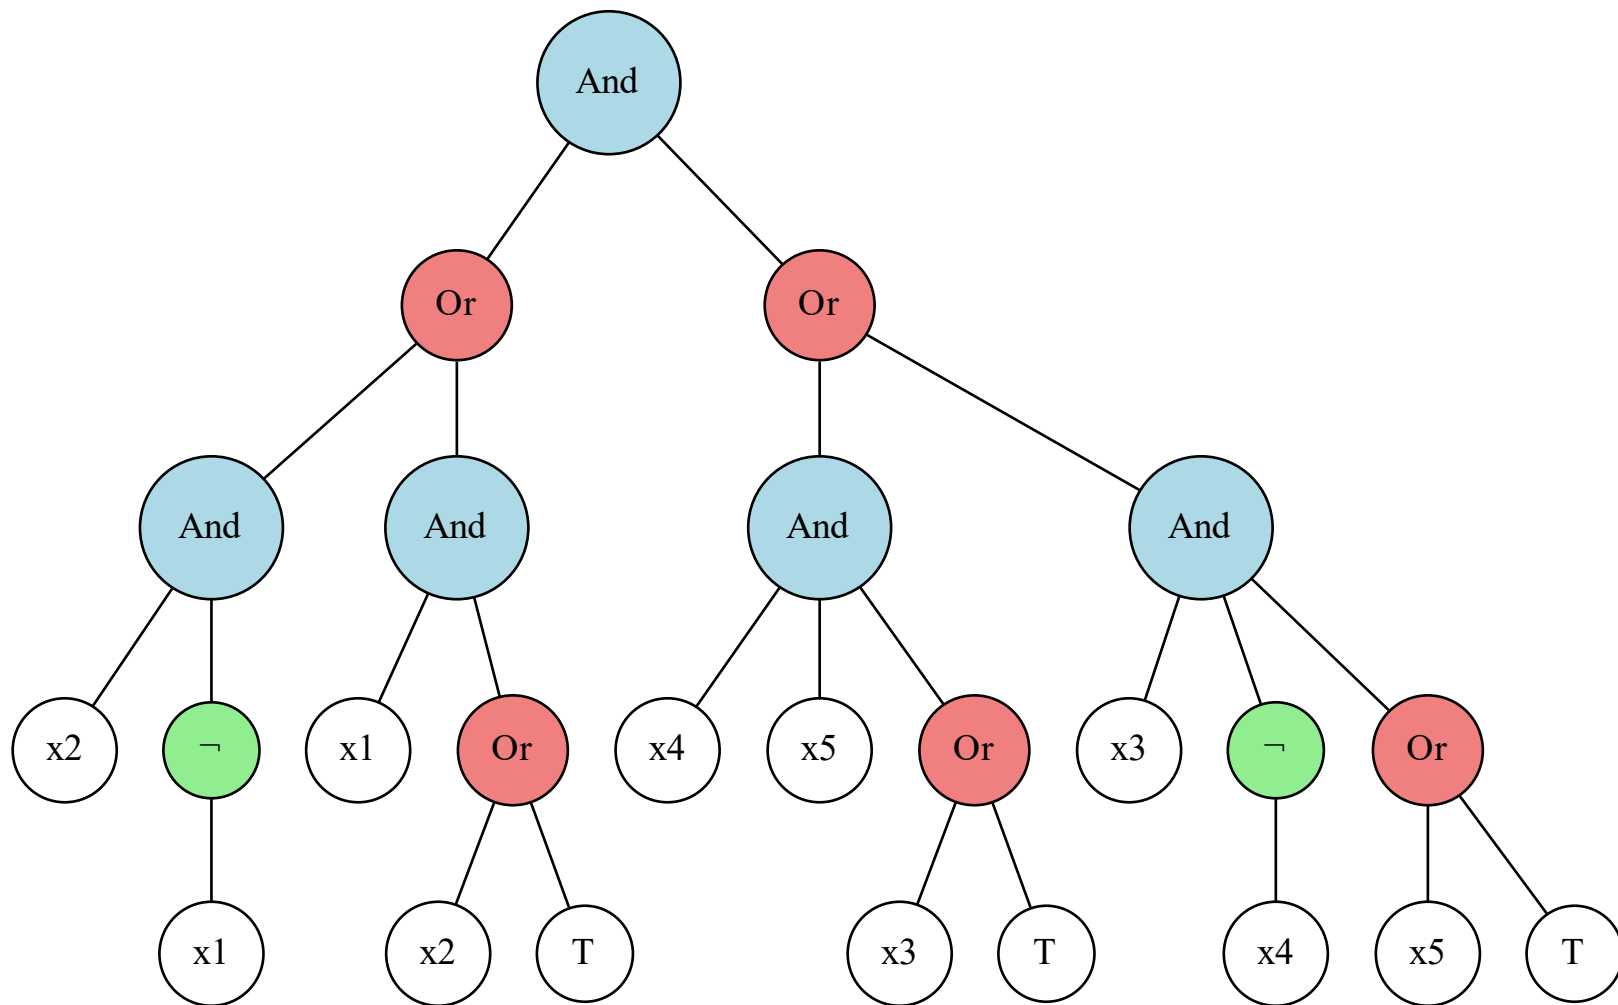 And
Or Or
And And And And
x2 ¬ x1 Or x4 x5 Or x3 ¬ Or
x1 x2 T x3 T x4 x5 T